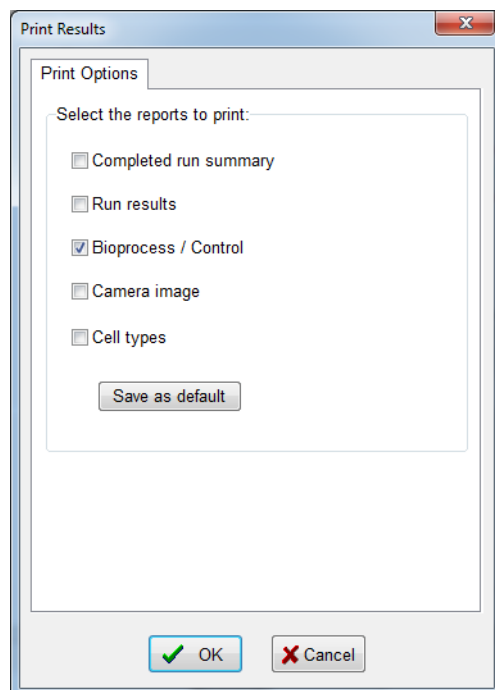 Print Results
Print Options
Select the reports to print:
Completed run summary
Run results
Bioprocess / Control
Camera image
Cell types
Save as default
OK
Cancel